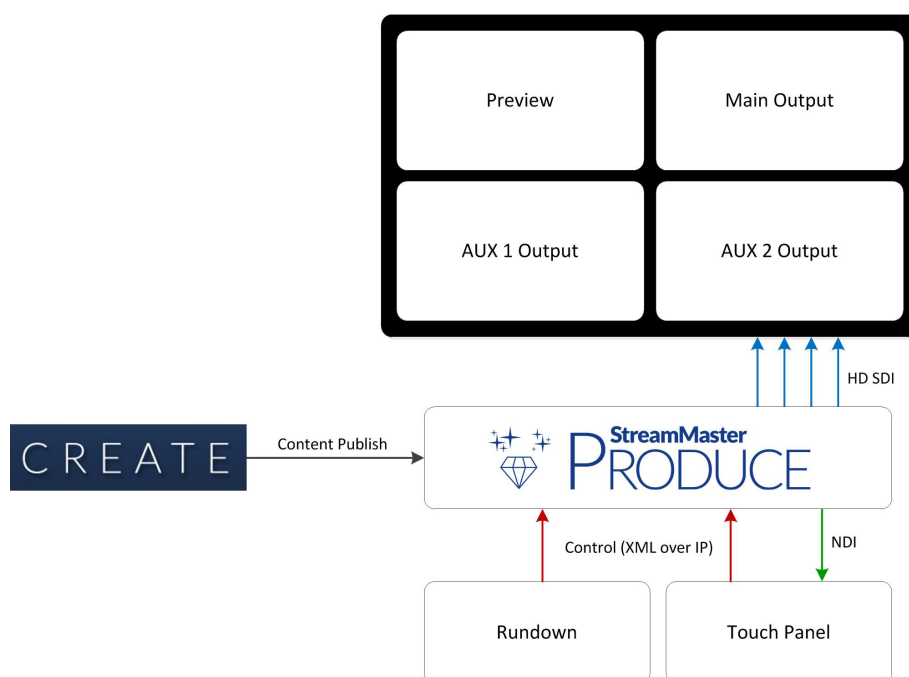 Preview
Main Output
AUX 1 Output
AUX 2 Output
HD SDI
CREATE
Content Publish
StreamMaster
PRODUCE
Control (XML over IP)
NDI
Rundown
Touch Panel